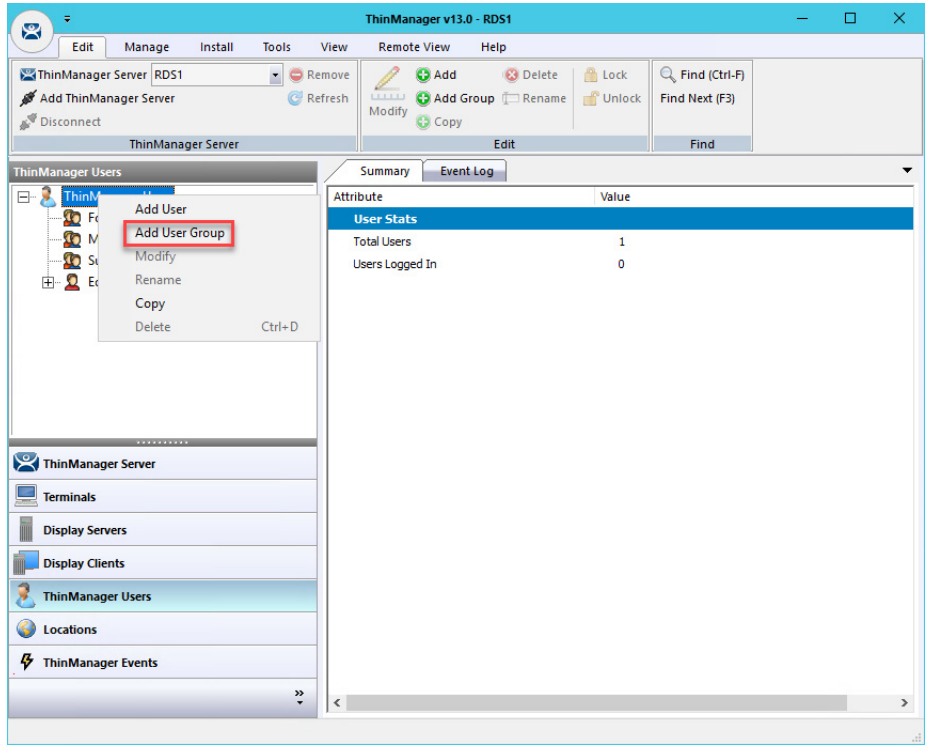 ThinManager v13.0 - RDS1
Edit Manage Install Tools View Remote View Help
ThinManager Server RDS1 Remove
Add ThinManager Server Refresh
Disconnect
ThinManager Server
Modify
Add Delete
Add Group Rename
Copy
Lock
Unlock
Edit
Find (Ctrl-F)
Find Next (F3)
Find
ThinManager Users
Add User
Add User Group
Modify
Rename
Copy
Delete Ctrl+D
ThinManager Server
Terminals
Display Servers
Display Clients
ThinManager Users
Locations
ThinManager Events
Summary Event Log
Attribute Value
User Stats
Total Users 1
Users Logged In 0